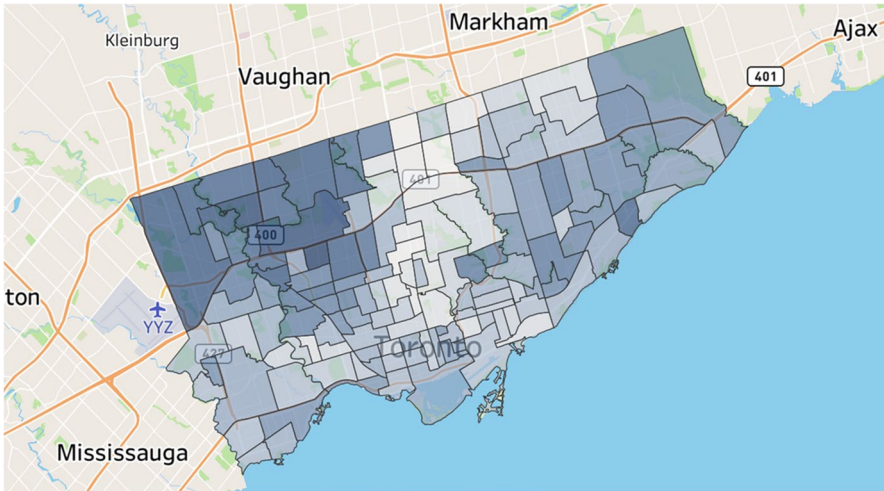 Markham
Ajax
Kleinburg
Vaughan
401
401
400
ton
YYZ
427
Toronto
Mississauga